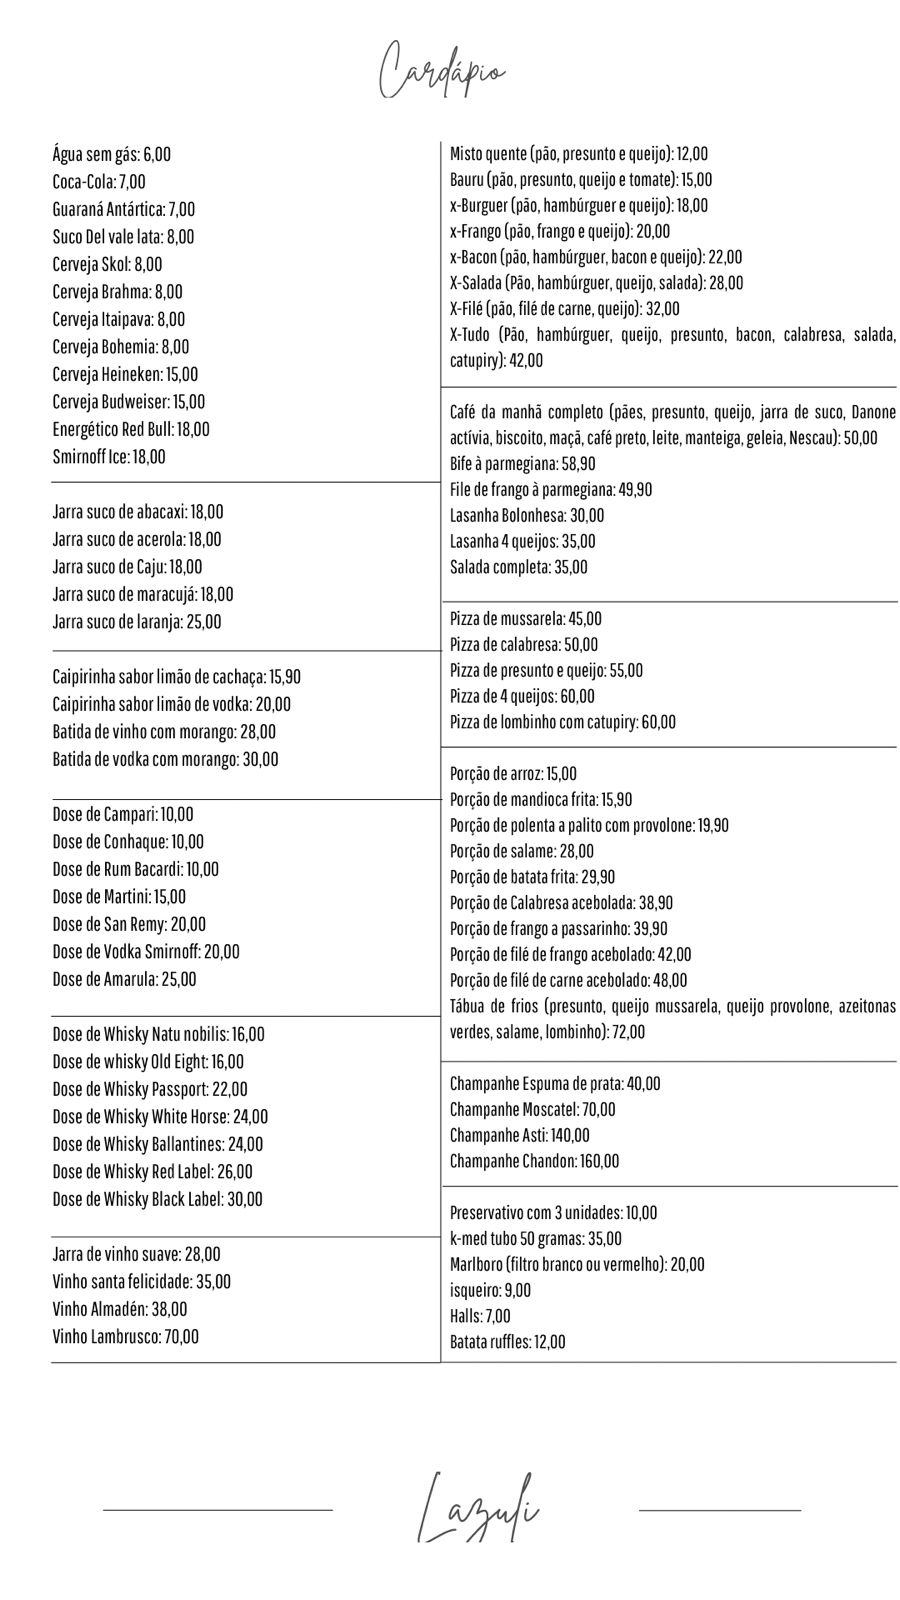 Cardápio
Água sem gás: 6,00
Coca-Cola: 7,00
Guaraná Antártica: 7,00
Suco Del vale lata: 8,00
Cerveja Skol: 8,00
Cerveja Brahma: 8,00
Cerveja Itaipava: 8,00
Cerveja Bohemia: 8,00
Cerveja Heineken: 15,00
Cerveja Budweiser: 15,00
Energético Red Bull: 18,00
Smirnoff Ice: 18,00
Jarra suco de abacaxi: 18,00
Jarra suco de acerola: 18,00
Jarra suco de Caju: 18,00
Jarra suco de maracujá: 18,00
Jarra suco de laranja: 25,00
Caipirinha sabor limão de cachaça: 15,90
Caipirinha sabor limão de vodka: 20,00
Batida de vinho com morango: 28,00
Batida de vodka com morango: 30,00
Dose de Campari: 10,00
Dose de Conhaque: 10,00
Dose de Rum Bacardi: 10,00
Dose de Martini: 15,00
Dose de San Remy: 20,00
Dose de Vodka Smirnoff: 20,00
Dose de Amarula: 25,00
Dose de Whisky Natu nobilis: 16,00
Dose de whisky Old Eight: 16,00
Dose de Whisky Passport: 22,00
Dose de Whisky White Horse: 24,00
Dose de Whisky Ballantines: 24,00
Dose de Whisky Red Label: 26,00
Dose de Whisky Black Label: 30,00
Jarra de vinho suave: 28,00
Vinho santa felicidade: 35,00
Vinho Almadén: 38,00
Vinho Lambrusco: 70,00
Misto quente (pão, presunto e queijo): 12,00
Bauru (pão, presunto, queijo e tomate): 15,00
x-Burguer (pão, hambúrguer e queijo): 18,00
x-Frango (pão, frango e queijo): 20,00
x-Bacon (pão, hambúrguer, bacon e queijo): 22,00
X-Salada (Pão, hambúrguer, queijo, salada): 28,00
X-Filé (pão, filé de carne, queijo): 32,00
X-Tudo (Pão, hambúrguer, queijo, presunto, bacon, calabresa, salada,
catupiry): 42,00
Café da manhã completo (pães, presunto, queijo, jarra de suco, Danone
actívia, biscoito, maçã, café preto, leite, manteiga, geleia, Nescau): 50,00
Bife à parmegiana: 58,90
File de frango à parmegiana: 49,90
Lasanha Bolonhesa: 30,00
Lasanha 4 queijos: 35,00
Salada completa: 35,00
Pizza de mussarela: 45,00
Pizza de calabresa: 50,00
Pizza de presunto e queijo: 55,00
Pizza de 4 queijos: 60,00
Pizza de lombinho com catupiry: 60,00
Porção de arroz: 15,00
Porção de mandioca frita: 15,90
Porção de polenta a palito com provolone: 19,90
Porção de salame: 28,00
Porção de batata frita: 29,90
Porção de Calabresa acebolada: 38,90
Porção de frango a passarinho: 39,90
Porção de filé de frango acebolado: 42,00
Porção de filé de carne acebolado: 48,00
Tábua de frios (presunto, queijo mussarela, queijo provolone, azeitonas
verdes, salame, lombinho): 72,00
Champanhe Espuma de prata: 40,00
Champanhe Moscatel: 70,00
Champanhe Asti: 140,00
Champanhe Chandon: 160,00
Preservativo com 3 unidades: 10,00
k-med tubo 50 gramas: 35,00
Marlboro (filtro branco ou vermelho): 20,00
isqueiro: 9,00
Halls: 7,00
Batata ruffles: 12,00
Lazuli